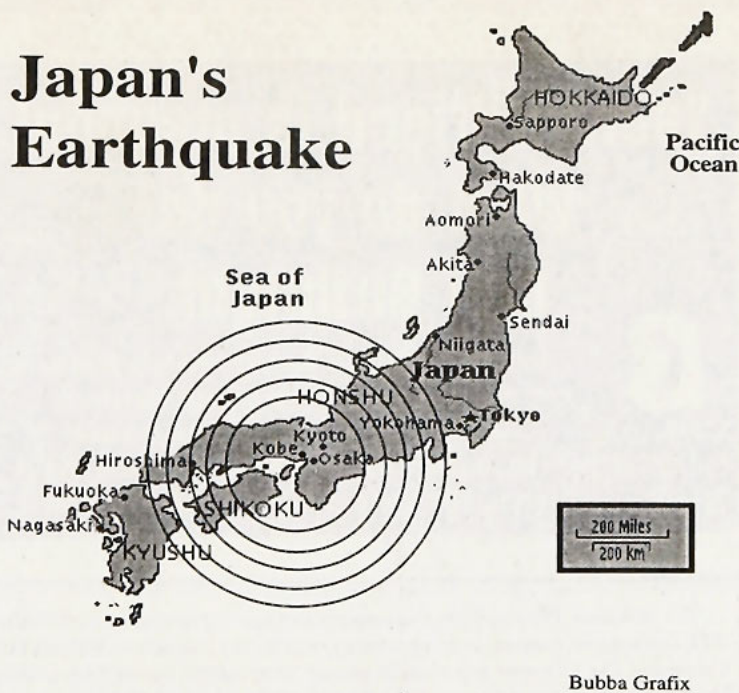 Japan's
Earthquake
HOKKAIDO
Sapporo
Pacific
Ocean
Hakodate
Aomori
Akita
Sea of
Japan
Sendai
Niigata
Japan
HONSHU
Tokyo
Yokohama
Kyoto
Kobe
Osaka
Hiroshima
Fukuoka
SHIKOKU
Nagasaki
KYUSHU
200 Miles
200 km
Bubba Grafix